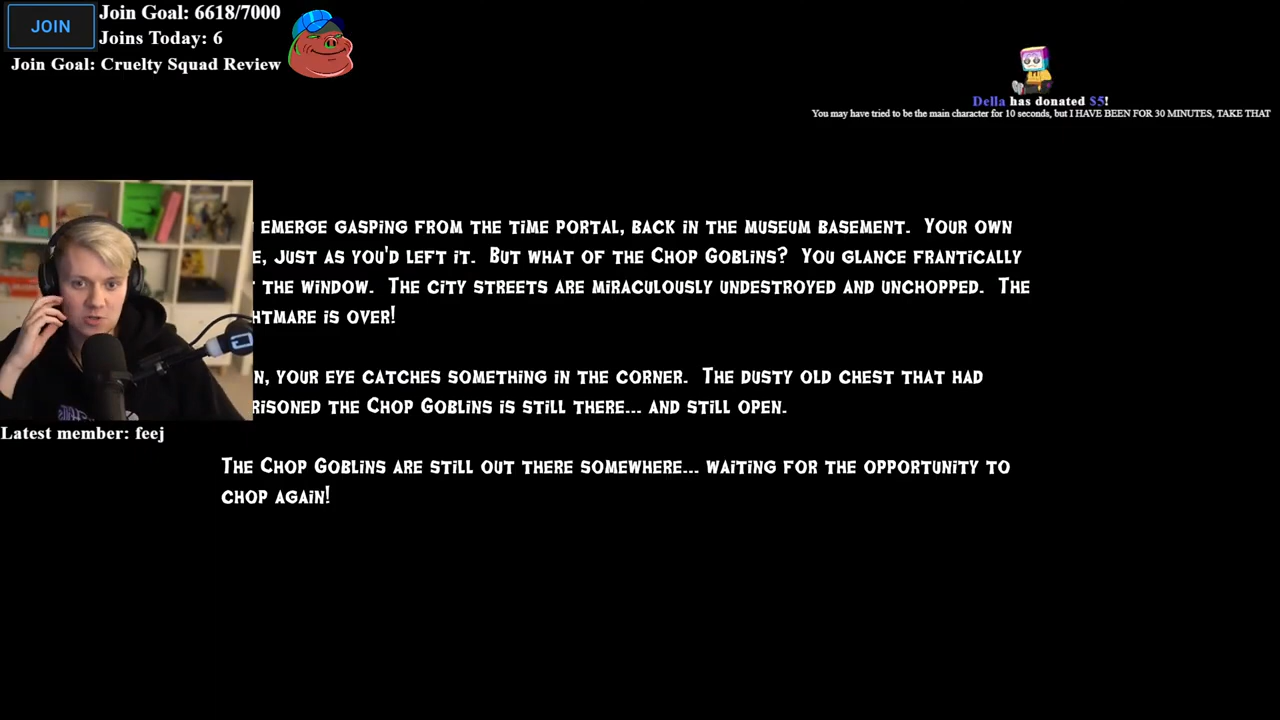 JOIN
Join Goal: 6618/7000
Joins Today: 6
Join Goal: Cruelty Squad Review
Della has donated $5!
You may have tried to be the main character for 10 seconds, but I HAVE BEEN FOR 30 MINUTES, TAKE THAT
EMERGE GASPING FROM THE TIME PORTAL, BACK IN THE MUSEUM BASEMENT. YOUR OWN
E, JUST AS YOU'D LEFT IT. BUT WHAT OF THE CHOP GOBLINS? YOU GLANCE FRANTICALLY
THE WINDOW. THE CITY STREETS ARE MIRACULOUSLY UNDESTROYED AND UNCHOPPED. THE
HTMARE IS OVER!
N, YOUR EYE CATCHES SOMETHING IN THE CORNER. THE DUSTY OLD CHEST THAT HAD
RISONED THE CHOP GOBLINS IS STILL THERE... AND STILL OPEN.
Latest member: feej
THE CHOP GOBLINS ARE STILL OUT THERE SOMEWHERE... WAITING FOR THE OPPORTUNITY TO
CHOP AGAIN!